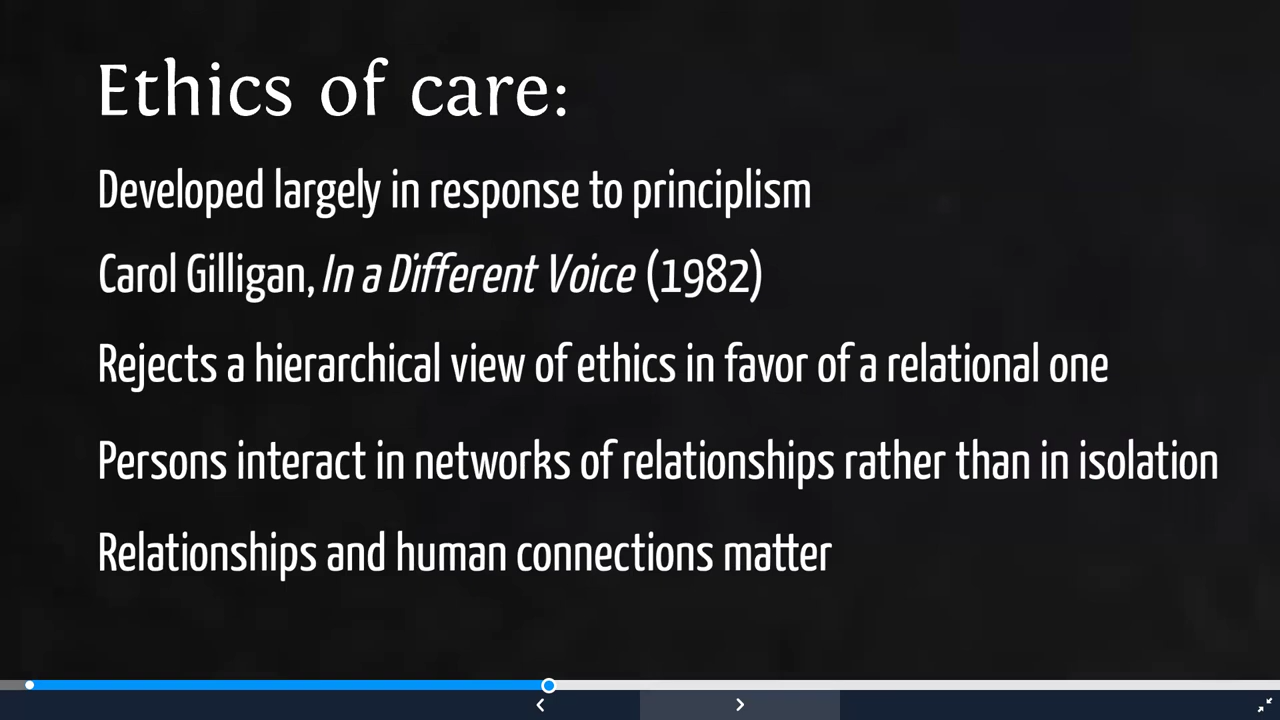 Ethics of care:
Developed largely in response to principlism
Carol Gilligan, In a Different Voice (1982)
Rejects a hierarchical view of ethics in favor of a relational one
Persons interact in networks of relationships rather than in isolation
Relationships and human connections matter